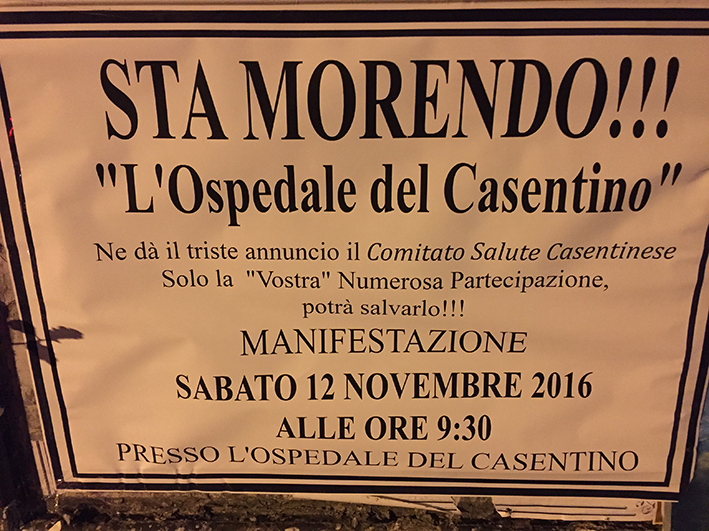 STA MORENDO!!!
"L'Ospedale del Casentino"
Ne dà il triste annuncio il Comitato Salute Casentinese
Solo la "Vostra" Numerosa Partecipazione,
potrà salvarlo!!!
MANIFESTAZIONE
SABATO 12 NOVEMBRE 2016
ALLE ORE 9:30
PRESSO L'OSPEDALE DEL CASENTINO